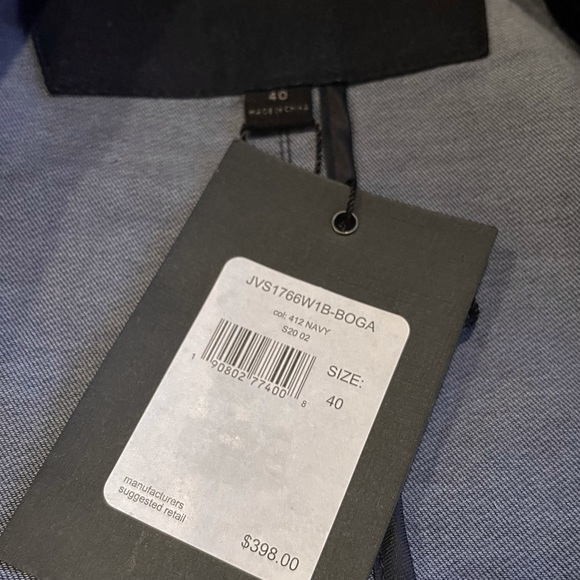 40
MADE IN CHINA
JVS1766W1B-BOGA
col: 412 NAVY
S20 02
1 90802 77400 8
SIZE:
40
manufacturers
suggested retail
$398.00